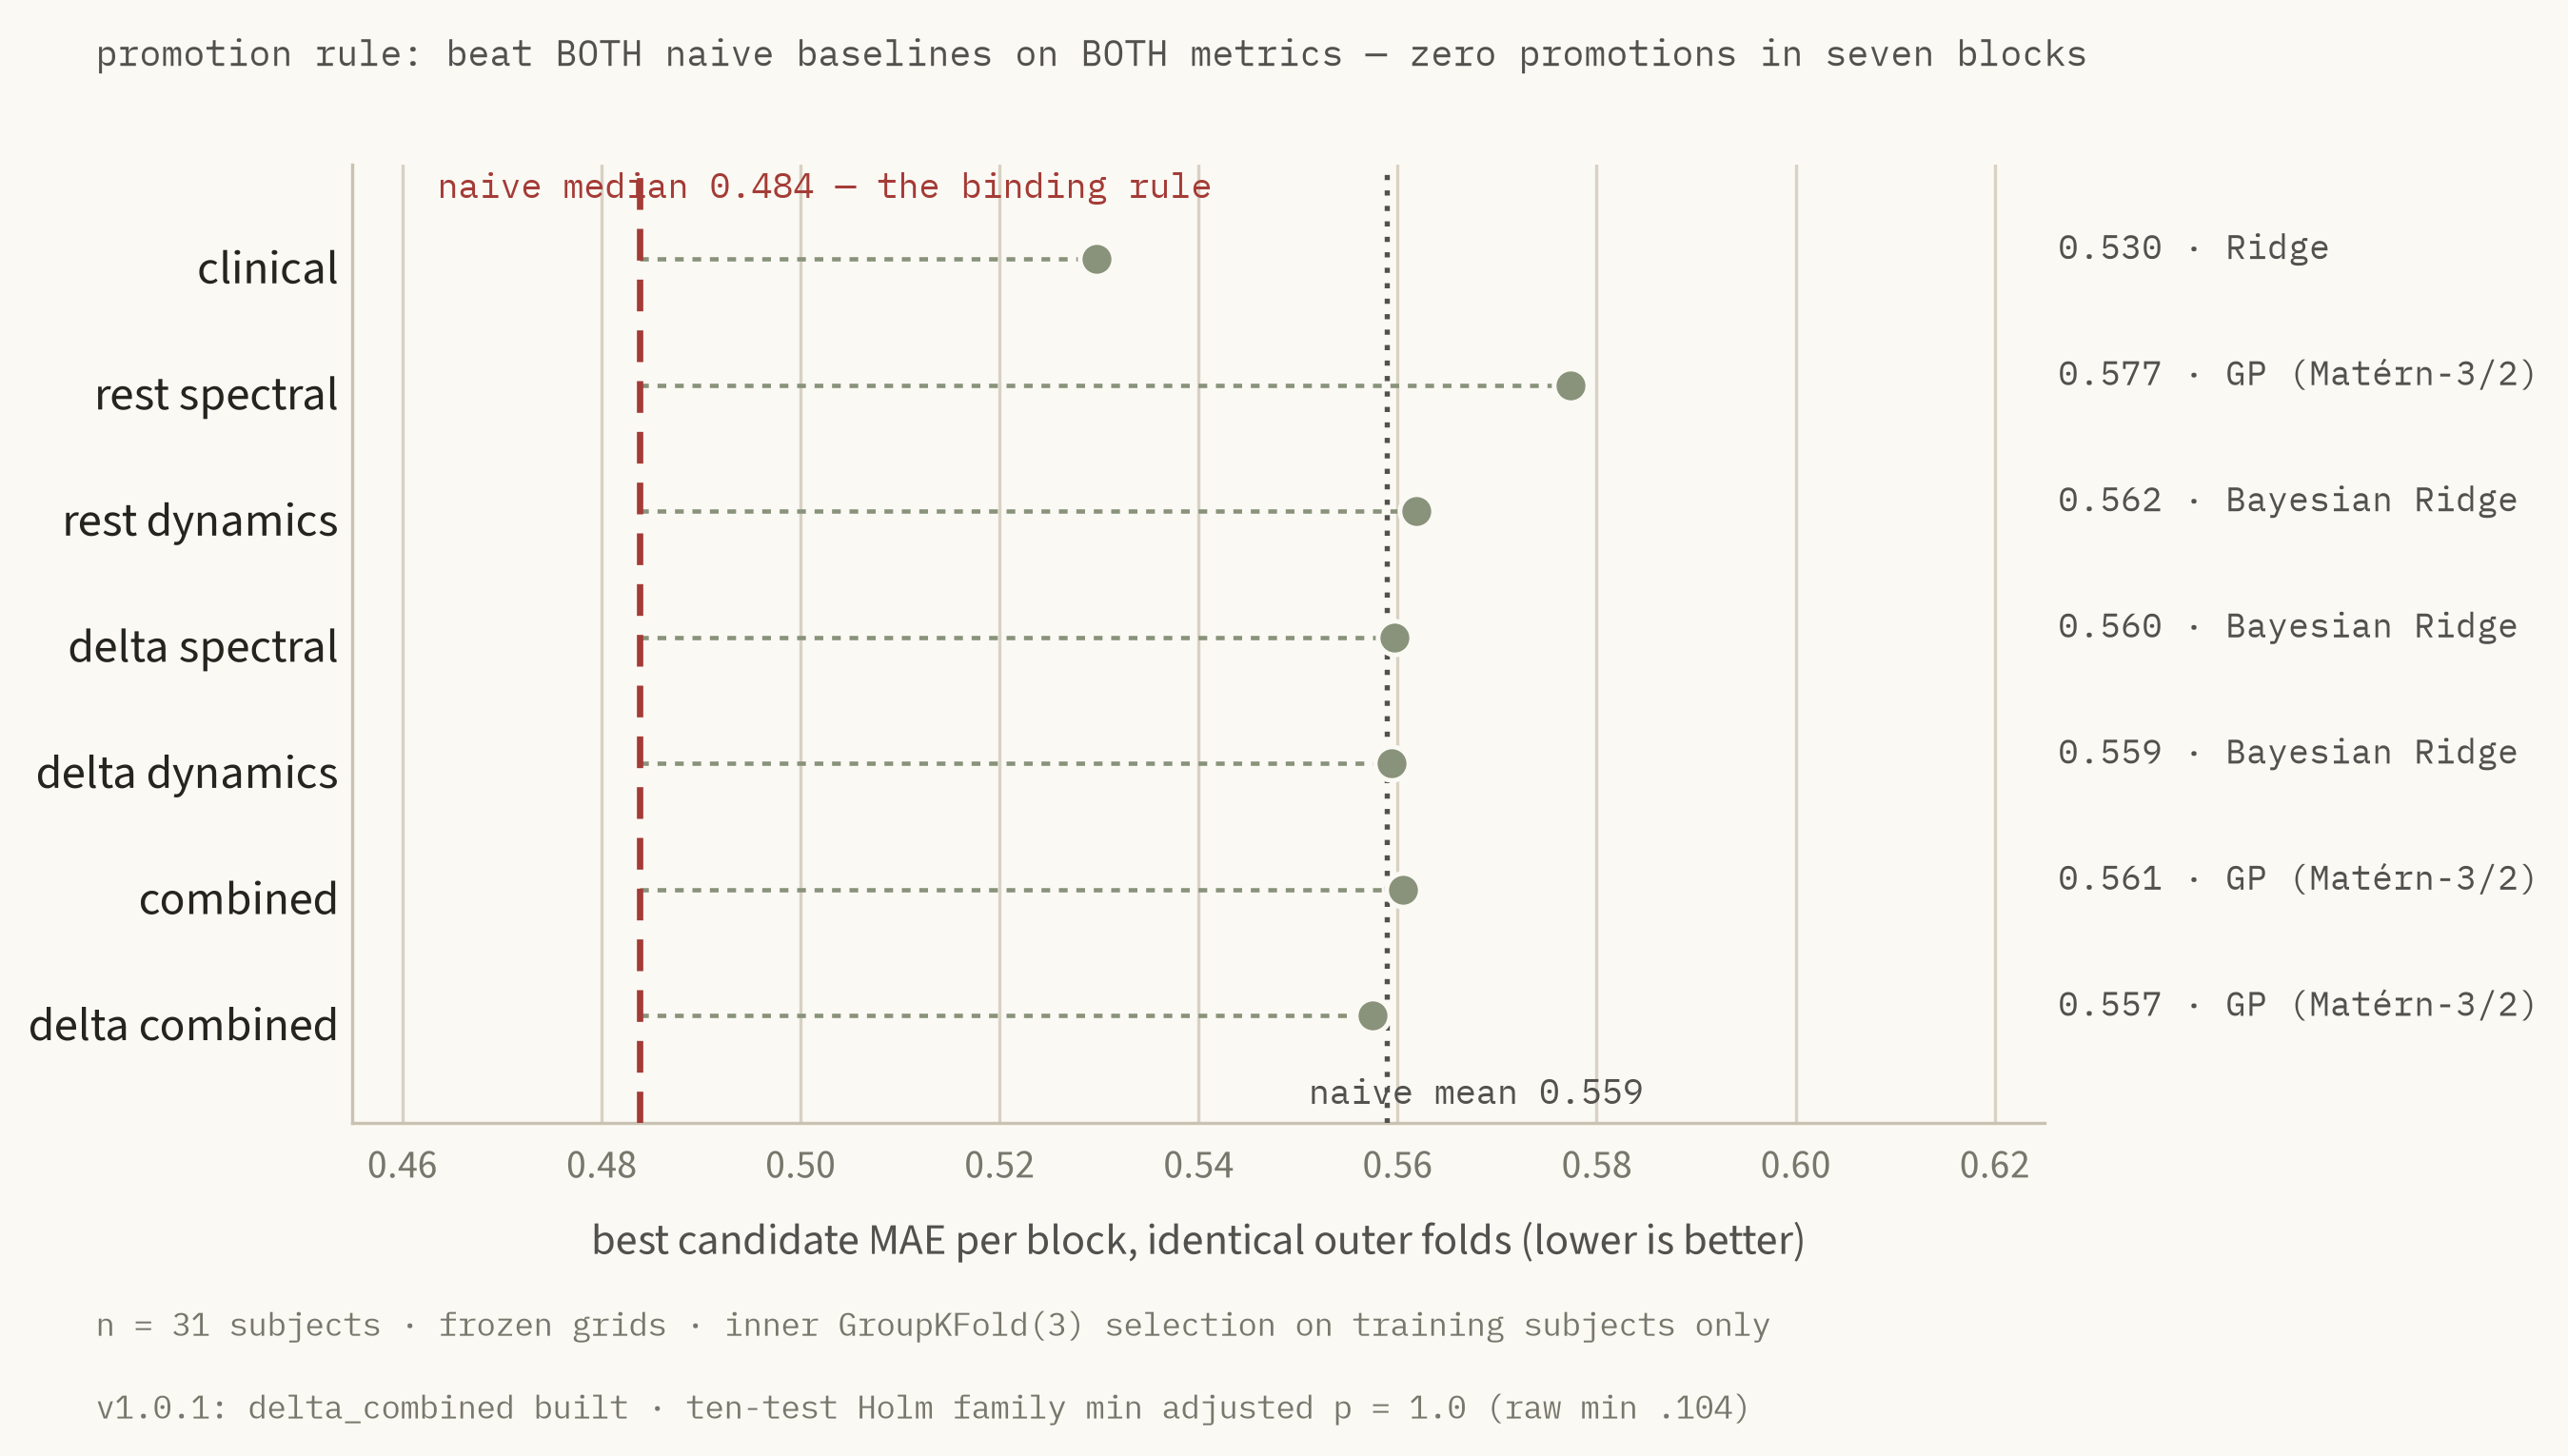 promotion rule: beat BOTH naive baselines on BOTH metrics — zero promotions in seven blocks
naive median 0.484 — the binding rule
clinical
0.530 · Ridge
rest spectral
0.577 · GP (Matérn-3/2)
rest dynamics
0.562 · Bayesian Ridge
delta spectral
0.560 · Bayesian Ridge
delta dynamics
0.559 · Bayesian Ridge
combined
0.561 · GP (Matérn-3/2)
delta combined
0.557 · GP (Matérn-3/2)
naive mean 0.559
0.46 0.48 0.50 0.52 0.54 0.56 0.58 0.60 0.62
best candidate MAE per block, identical outer folds (lower is better)
n = 31 subjects · frozen grids · inner GroupKFold(3) selection on training subjects only
v1.0.1: delta_combined built · ten-test Holm family min adjusted p = 1.0 (raw min .104)